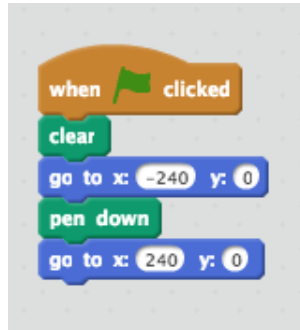 when clicked
clear
go to x: -240 y: 0
pen down
go to x: 240 y: 0